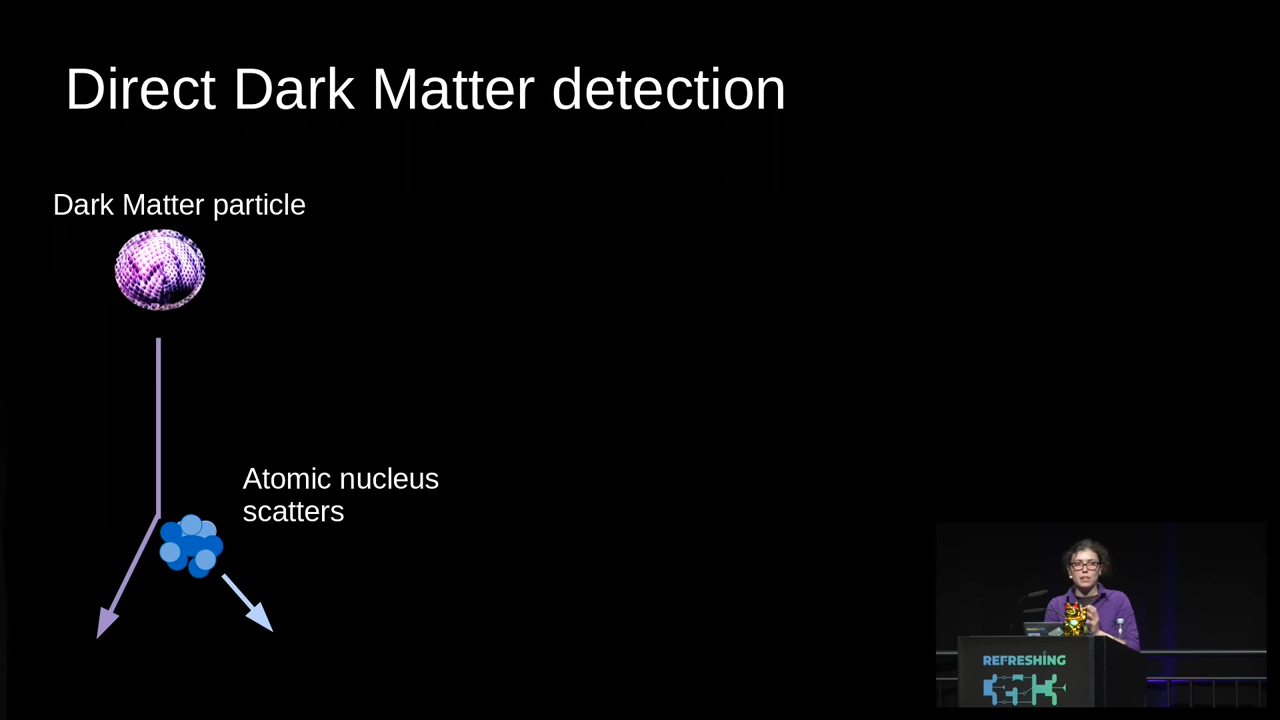 Direct Dark Matter detection
Dark Matter particle
Atomic nucleus
scatters
REFRESHING